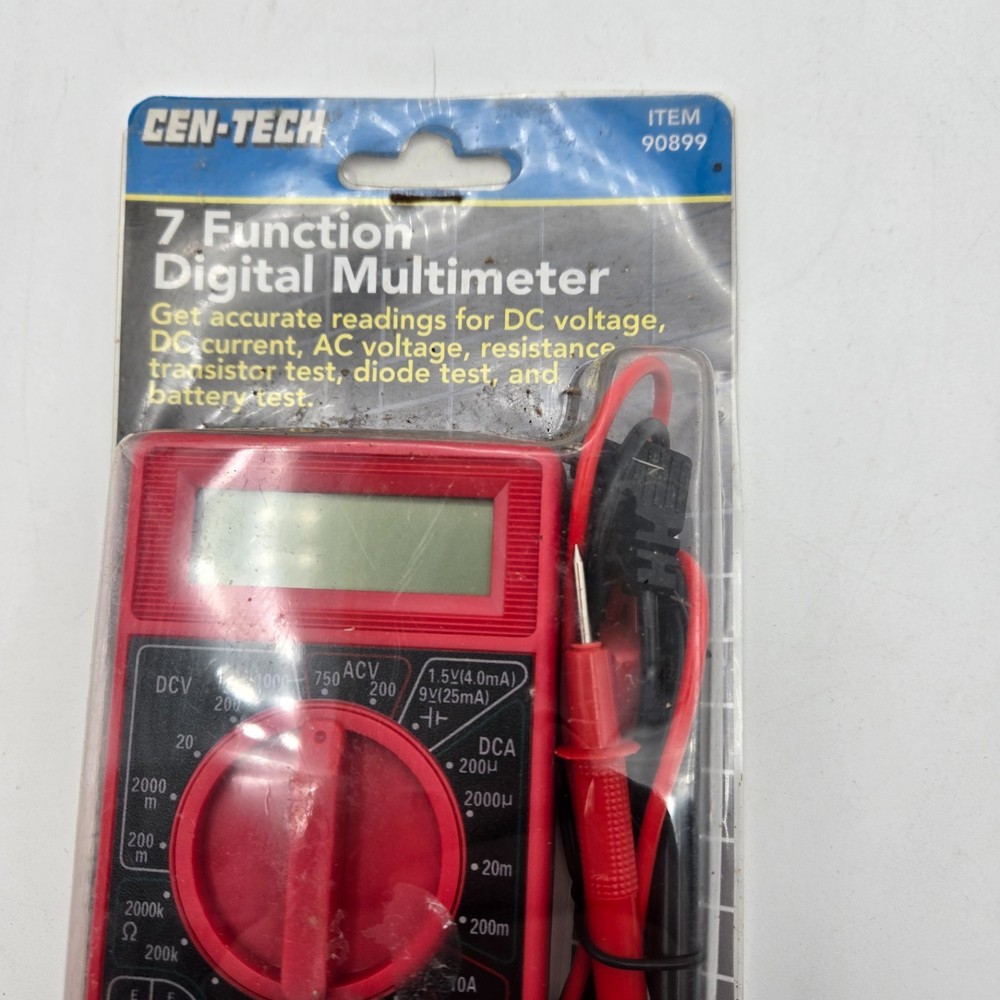 CEN-TECH
ITEM
90899
7 Function
Digital Multimeter
Get accurate readings for DC voltage,
DC current, AC voltage, resistance
transistor test, diode test, and
battery test.
DCV
1000
750
ACV
200
200
20
2000
m
200
m
2000k
Ω
200k
1.5V(4.0mA)
9V(25mA)
DCA
200µ
2000µ
20m
200m
10A
E
E